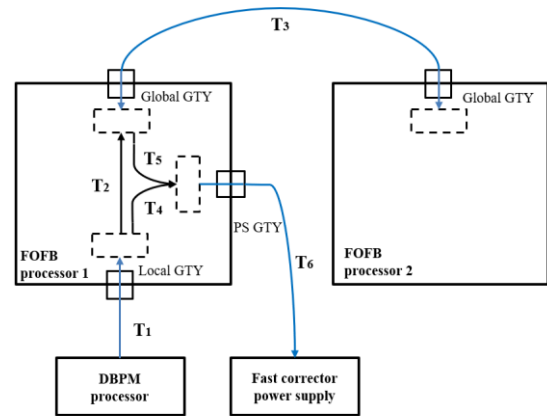 T3
Global GTY
Global GTY
T5
T2
T4
PS GTY
FOFB
processor 1
Local GTY
FOFB
processor 2
T6
T1
DBPM
processor
Fast corrector
power supply